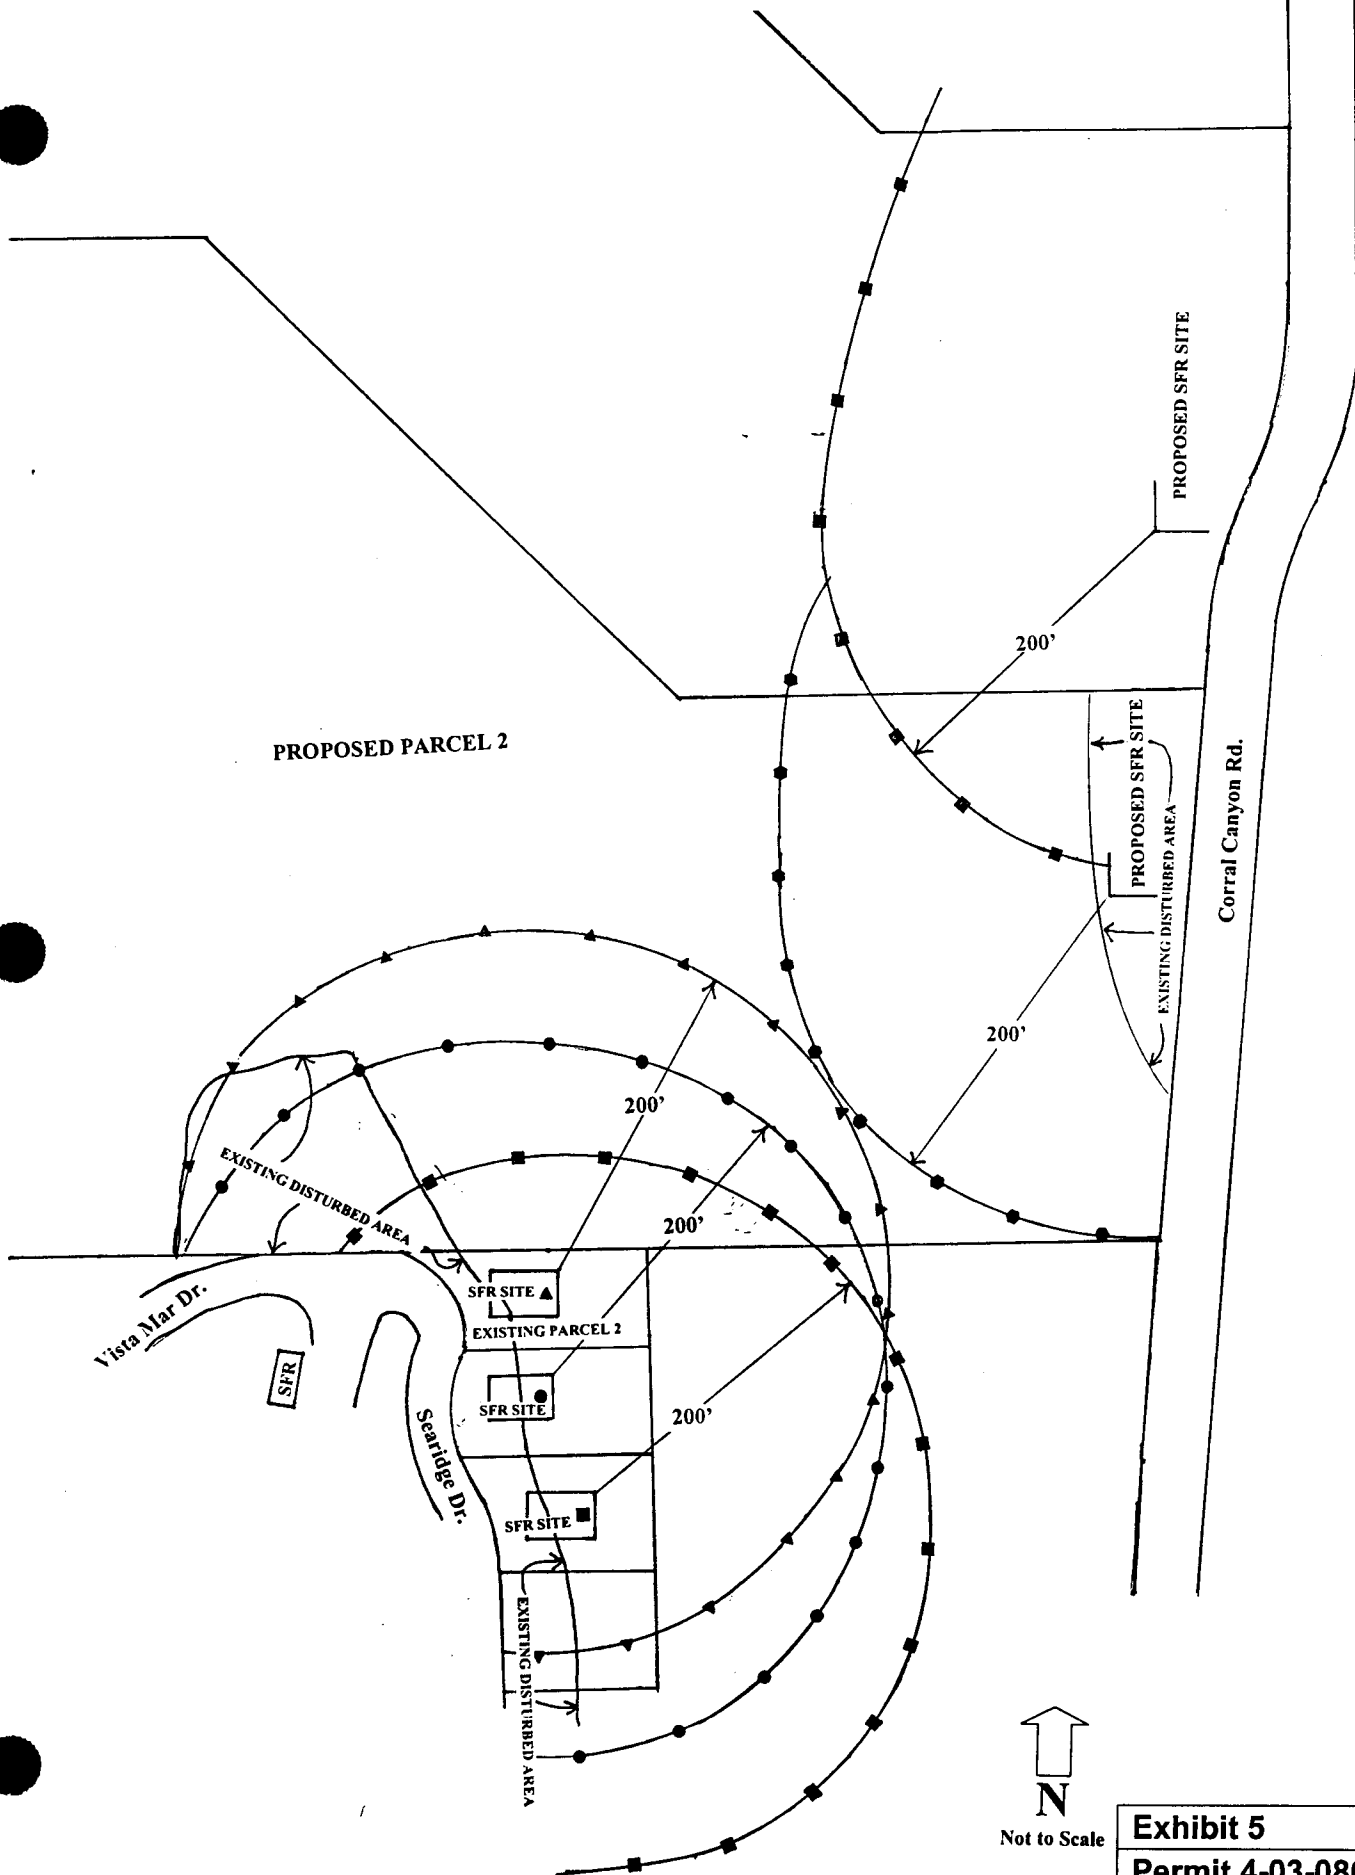 PROPOSED SFR SITE
200'
PROPOSED PARCEL 2
PROPOSED SFR SITE
EXISTING DISTURBED AREA
Corral Canyon Rd.
200'
200'
EXISTING DISTURBED AREA
200'
SFR SITE
EXISTING PARCEL 2
Vista Mar Dr.
SFR
SFR SITE
200'
Searidge Dr.
SFR SITE
EXISTING DISTURBED AREA
N
Not to Scale
Exhibit 5